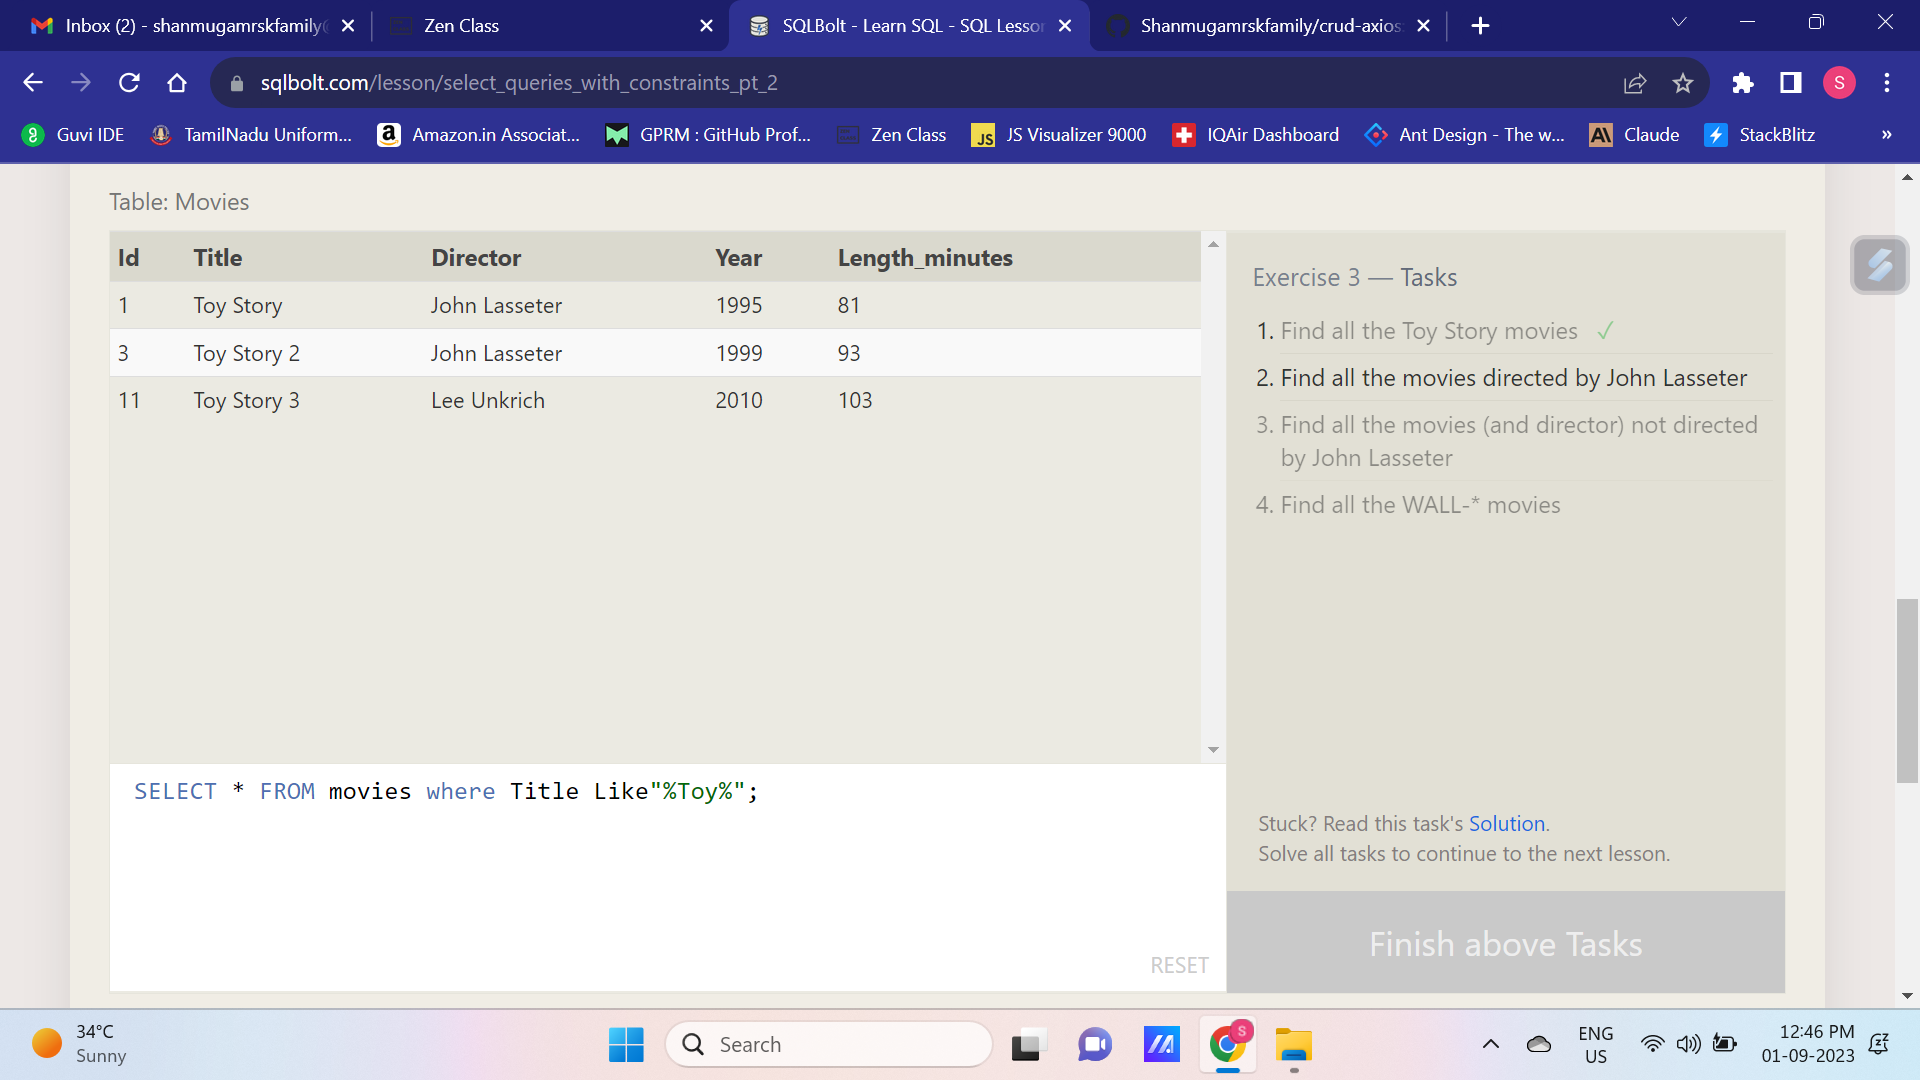 Inbox (2) - shanmugamrskfamily
Zen Class
SQLBolt - Learn SQL - SQL Lesson
Shanmugamrskfamily/crud-axios
sqlbolt.com/lesson/select_queries_with_constraints_pt_2
S
Guvi IDE
TamilNadu Uniform...
Amazon.in Associat...
GPRM : GitHub Prof...
Zen Class
JS Visualizer 9000
IQAir Dashboard
Ant Design - The w...
Claude
StackBlitz
»
Table: Movies
Id Title Director Year Length_minutes
1 Toy Story John Lasseter 1995 81
3 Toy Story 2 John Lasseter 1999 93
11 Toy Story 3 Lee Unkrich 2010 103
SELECT * FROM movies where Title Like"%Toy%";
RESET
Exercise 3 — Tasks
1. Find all the Toy Story movies ✓
2. Find all the movies directed by John Lasseter
3. Find all the movies (and director) not directed
by John Lasseter
4. Find all the WALL-* movies
Stuck? Read this task's Solution.
Solve all tasks to continue to the next lesson.
Finish above Tasks
34°C
Sunny
Search
S
ENG
US
12:46 PM
01-09-2023